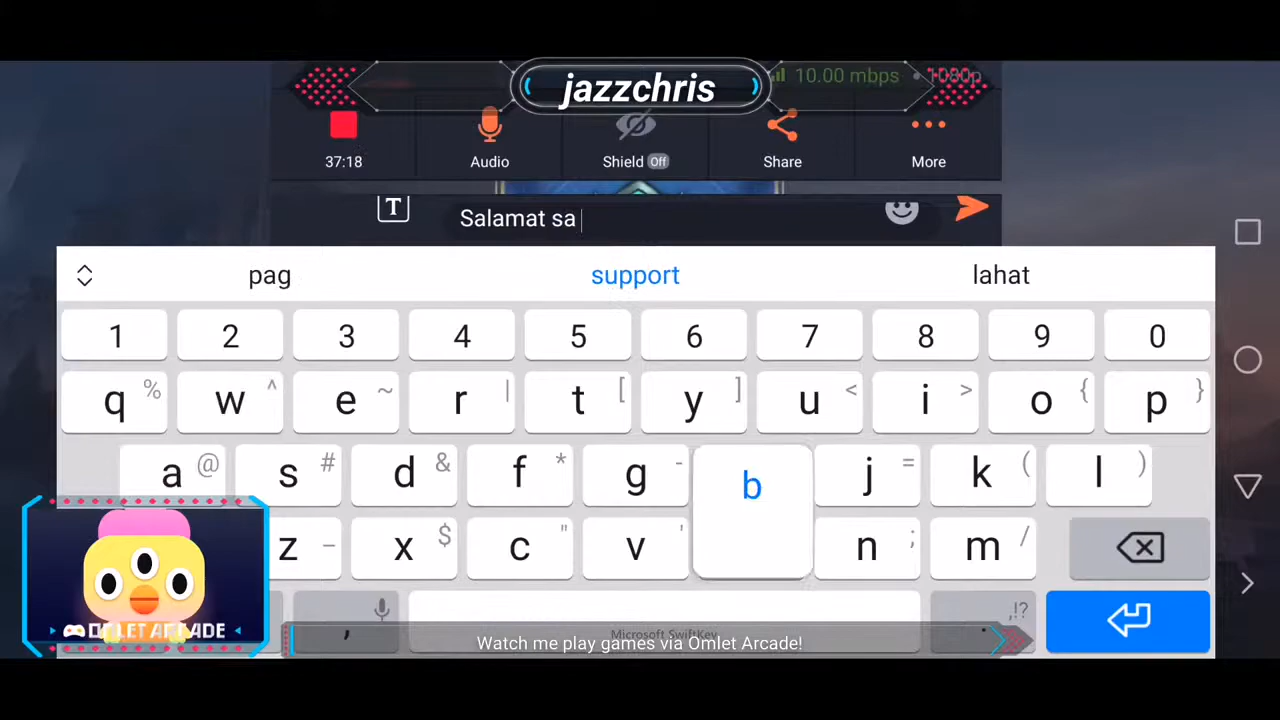 jazzchris
10.00 mbps • 1080p
37:18 Audio Shield Off Share More
T Salamat sa
pag support lahat
1 2 3 4 5 6 7 8 9 0
q % w ^ e ~ r | t [ y ] u < i > o { p }
a @ s # d & f * g - b j = k ( l )
z _ x $ c " v ' n ; m /
, Microsoft SwiftKey . ,!?
OMLET ARCADE
Watch me play games via Omlet Arcade!